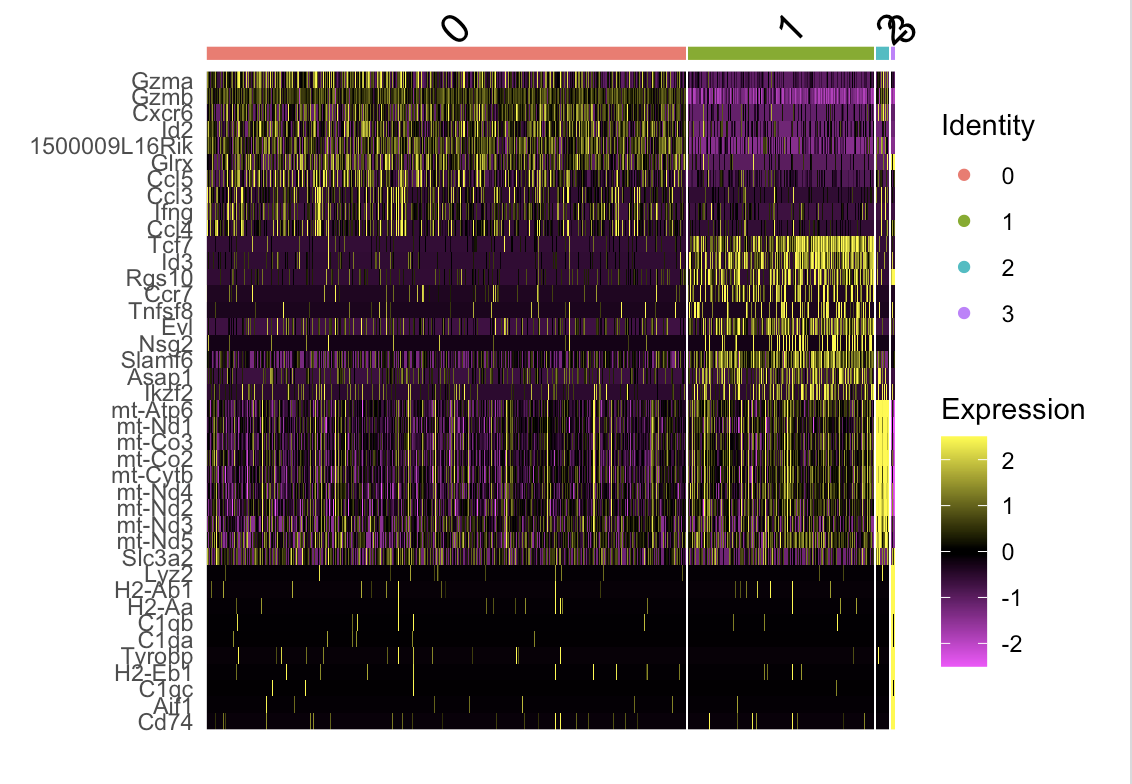 0 1 2 3
Gzma
Gzmb
Cxcr6
Id2
1500009L16Rik
Glrx
Ccl5
Ccl3
Ifng
Ccl4
Tcf7
Id3
Rgs10
Ccr7
Tnfsf8
Evl
Nsg2
Slamf6
Asap1
Ikzf2
mt-Atp6
mt-Nd1
mt-Co3
mt-Co2
mt-Cytb
mt-Nd4
mt-Nd2
mt-Nd3
mt-Nd5
Slc3a2
Lyz2
H2-Ab1
H2-Aa
C1qb
C1qa
Tyrobp
H2-Eb1
C1qc
Aif1
Cd74
Identity
0
1
2
3
Expression
2
1
0
-1
-2